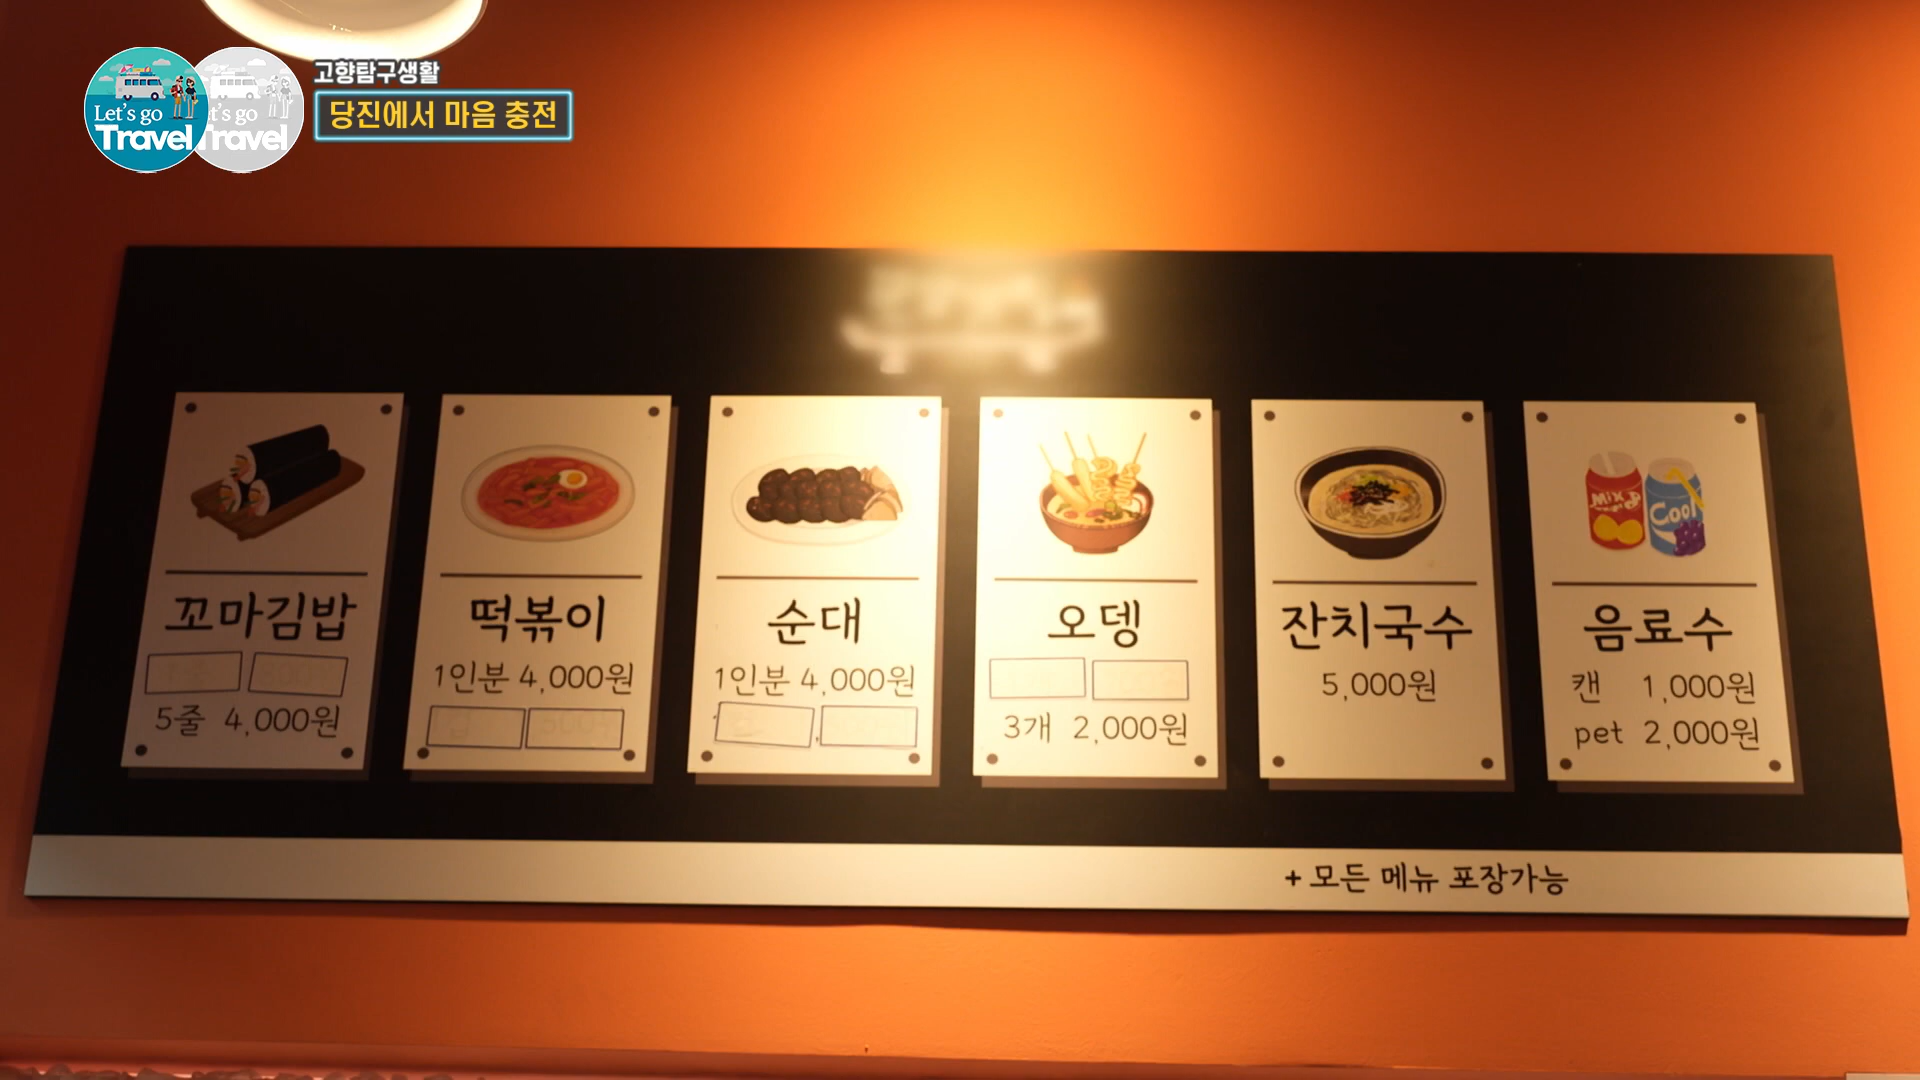 Let's go
Travel
t's go
Travel
고향탐구생활
당진에서 마음 충전
Mix
Cool
꼬마김밥
5줄 4,000원
떡볶이
1인분 4,000원
순대
1인분 4,000원
오뎅
3개 2,000원
잔치국수
5,000원
음료수
캔 1,000원
pet 2,000원
+ 모든 메뉴 포장가능